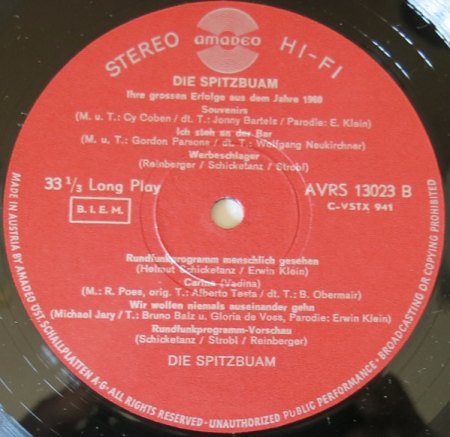 STEREO amadeo HI-FI
DIE SPITZBUAM
Ihre grossen Erfolge aus dem Jahre 1960
Souvenirs
(M. u. T.: Cy Coben / dt. T.: Jonny Bartels / Parodie: E. Klein)
Ich steh an der Bar
(M. u. T.: Gordon Parsons / dt. T.: Wolfgang Neukirchner)
Werbeschlager
(Reinberger / Schicketanz / Strobl)
33 1/3 Long Play
AVRS 13023 B
B.I.E.M.
C-VSTX 941
Rundfunkprogramm menschlich gesehen
(Helmut Schicketanz / Erwin Klein)
Carina (Vadina)
(M.: R. Poes, orig. T.: Alberto Testa / dt. T.: B. Obermair)
Wir wollen niemals auseinander gehn
(Michael Jary / T.: Bruno Balz u. Gloria de Voss, Parodie: Erwin Klein)
Rundfunkprogramm-Vorschau
(Schicketanz / Strobl / Reinberger)
DIE SPITZBUAM
MADE IN AUSTRIA BY AMADEO ÖST. SCHALLPLATTEN A-G • ALL RIGHTS RESERVED • UNAUTHORIZED PUBLIC PERFORMANCE • BROADCASTING OR COPYING PROHIBITED